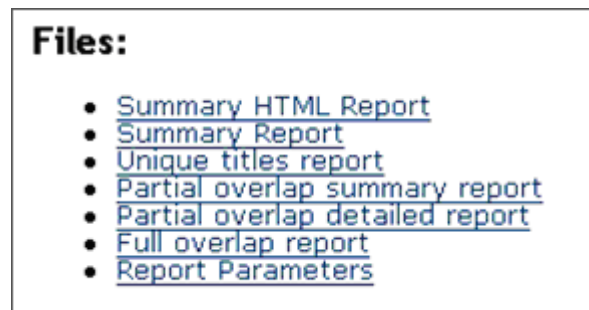 Files:
Summary HTML Report
Summary Report
Unique titles report
Partial overlap summary report
Partial overlap detailed report
Full overlap report
Report Parameters